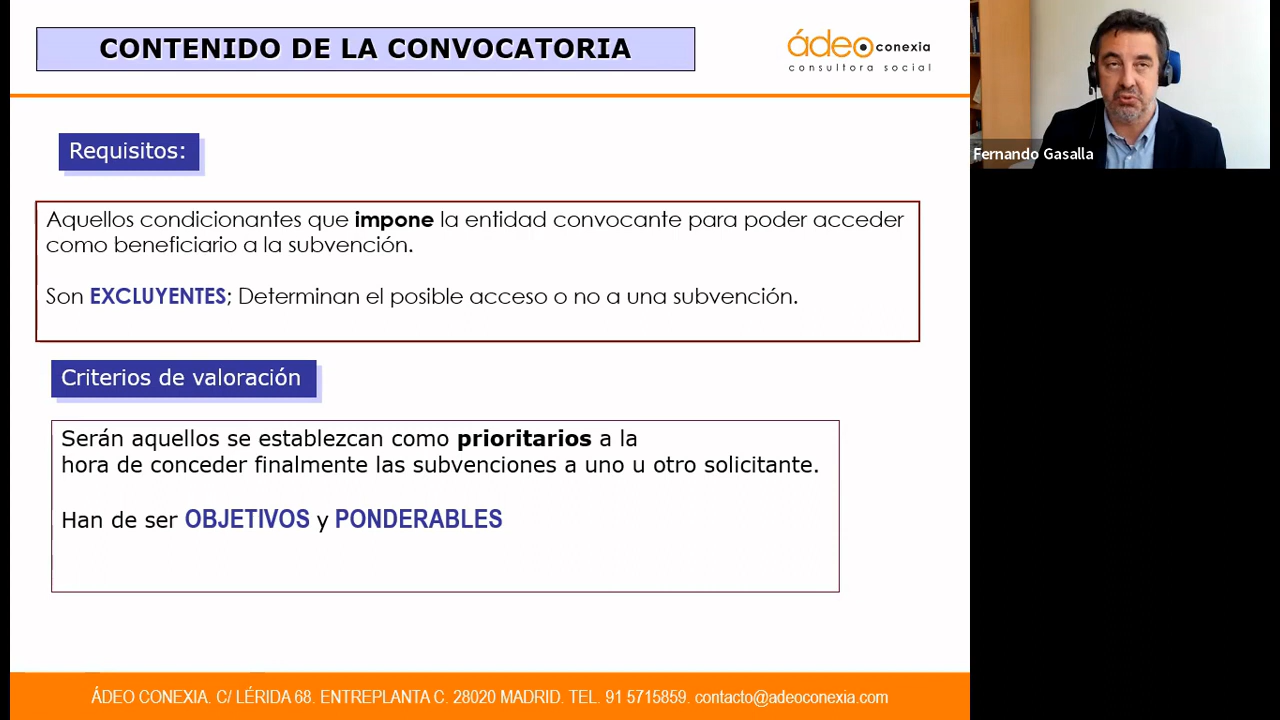 CONTENIDO DE LA CONVOCATORIA
ádeo conexia
consultora social
Fernando Gasalla
Requisitos:
Aquellos condicionantes que impone la entidad convocante para poder acceder
como beneficiario a la subvención.
Son EXCLUYENTES; Determinan el posible acceso o no a una subvención.
Criterios de valoración
Serán aquellos se establezcan como prioritarios a la
hora de conceder finalmente las subvenciones a uno u otro solicitante.
Han de ser OBJETIVOS y PONDERABLES
ÁDEO CONEXIA. C/ LÉRIDA 68. ENTREPLANTA C. 28020 MADRID. TEL. 91 5715859. contacto@adeoconexia.com